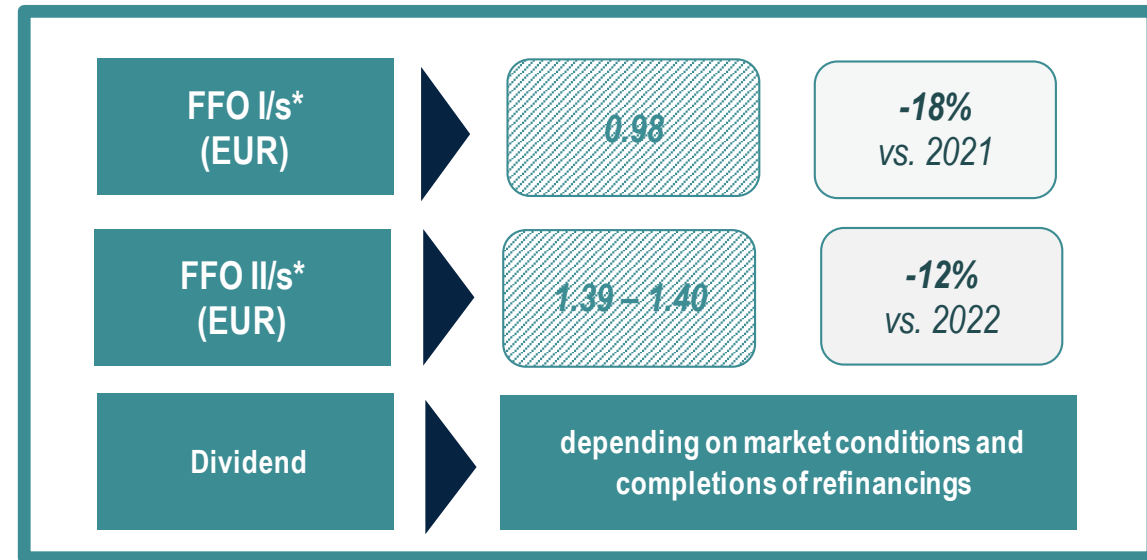 FFO I/s*
(EUR)
0.98
-18%
vs. 2021
FFO II/s*
(EUR)
1.39 – 1.40
-12%
vs. 2022
Dividend
depending on market conditions and
completions of refinancings